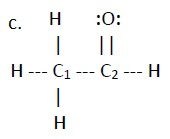 c. H :O:
| ||
H --- C₁ --- C₂ --- H
|
H